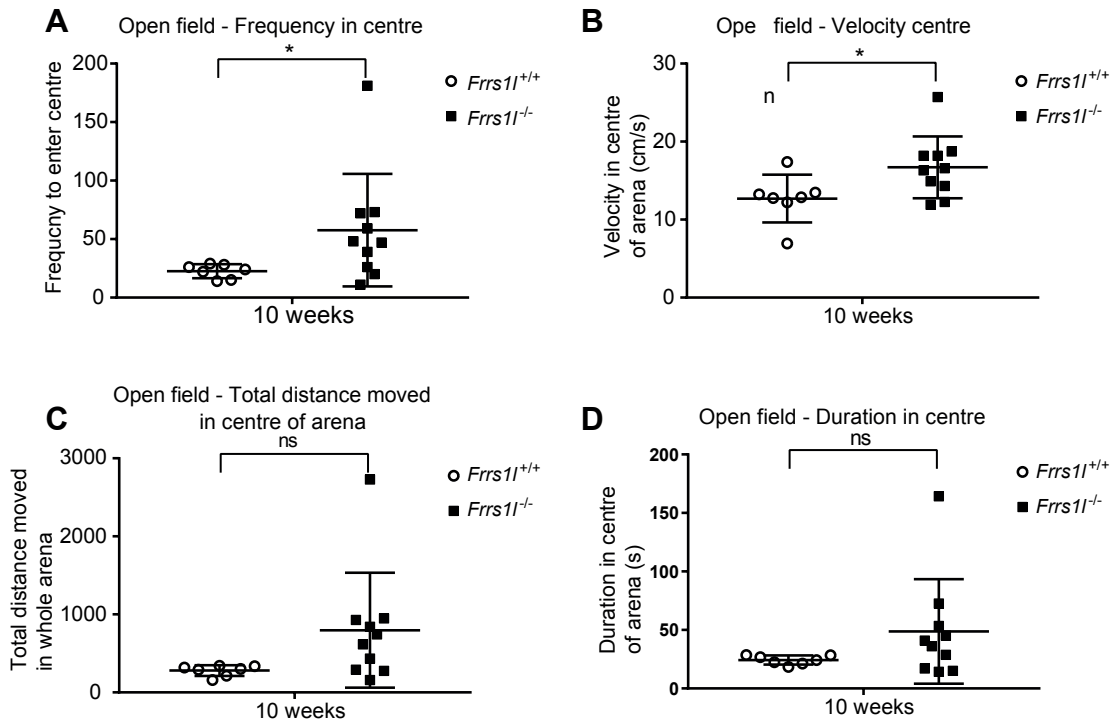 A
Open field - Frequency in centre
*
200
150
100
50
0
Frequcny to enter centre
10 weeks
Frrs1l+/+
Frrs1l-/-
B
Ope field - Velocity centre
*
n
30
20
10
0
Velocity in centre
of arena (cm/s)
10 weeks
Frrs1l+/+
Frrs1l-/-
C
Open field - Total distance moved
in centre of arena
ns
3000
2000
1000
0
Total distance moved
in whole arena
10 weeks
Frrs1l+/+
Frrs1l-/-
D
Open field - Duration in centre
ns
200
150
100
50
0
Duration in centre
of arena (s)
10 weeks
Frrs1l+/+
Frrs1l-/-